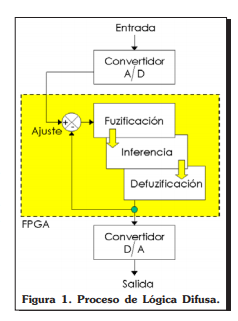 Entrada
Convertidor
A/D
Ajuste
+
-
Fuzificación
Inferencia
Defuzificación
FPGA
Convertidor
D/A
Salida
Figura 1. Proceso de Lógica Difusa.